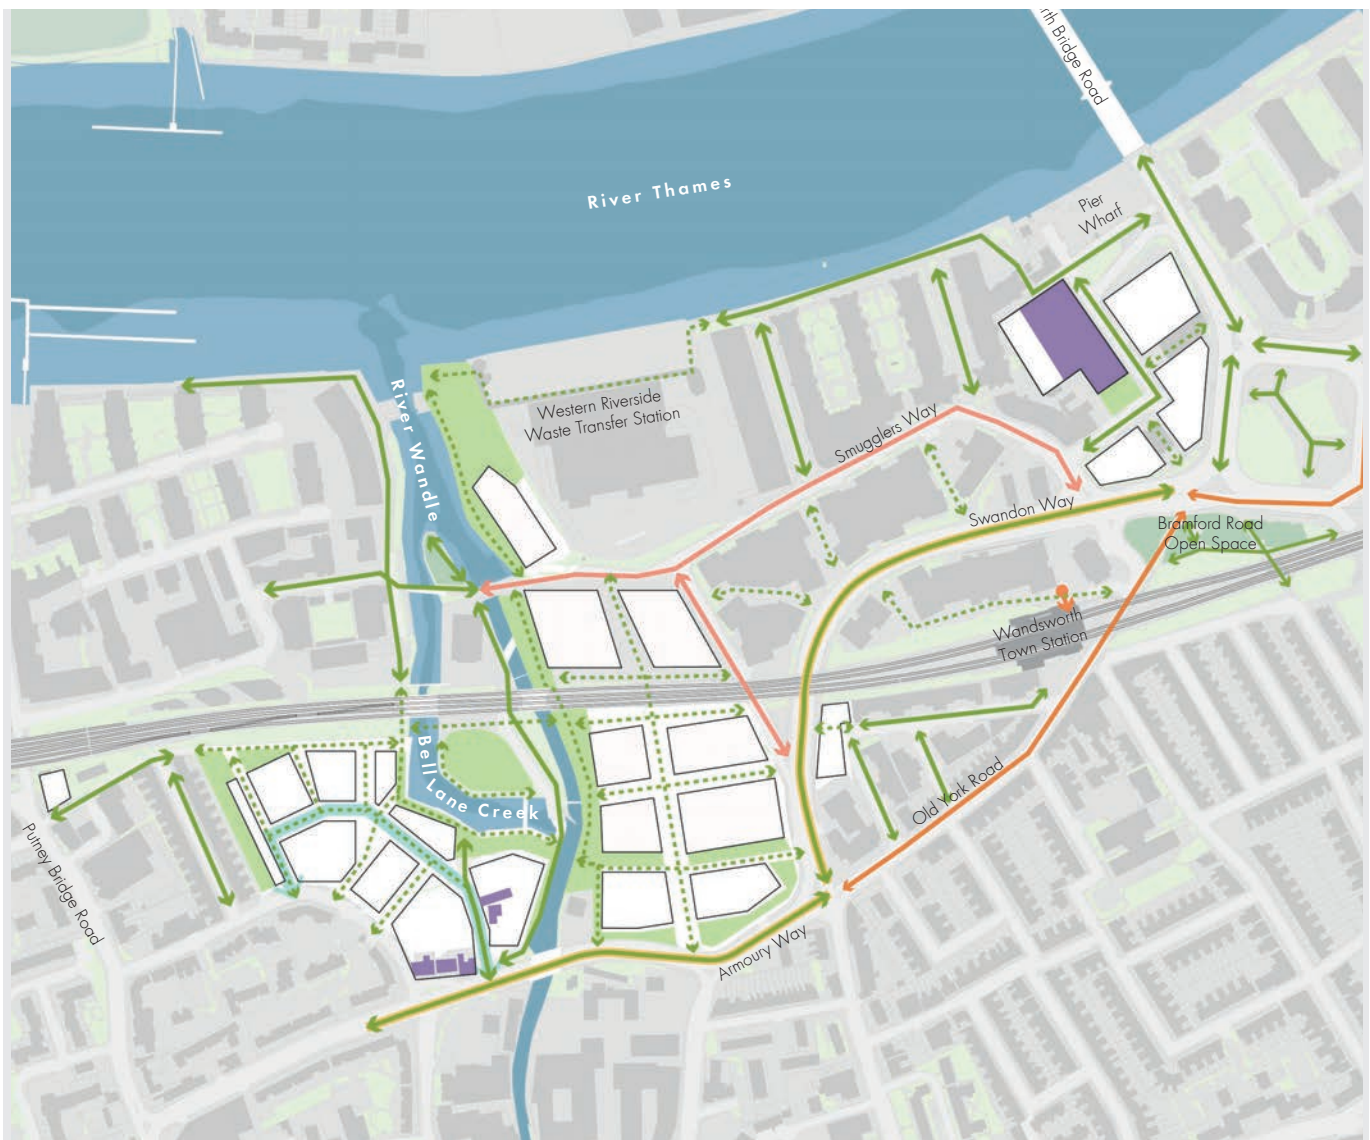 rth Bridge Road
River Thames
Pier
Wharf
River Wandle
Western Riverside
Waste Transfer Station
Smugglers Way
Swandon Way
Bramford Road
Open Space
Wandsworth
Town Station
Bell Lane Creek
Old York Road
Putney Bridge Road
Armoury Way